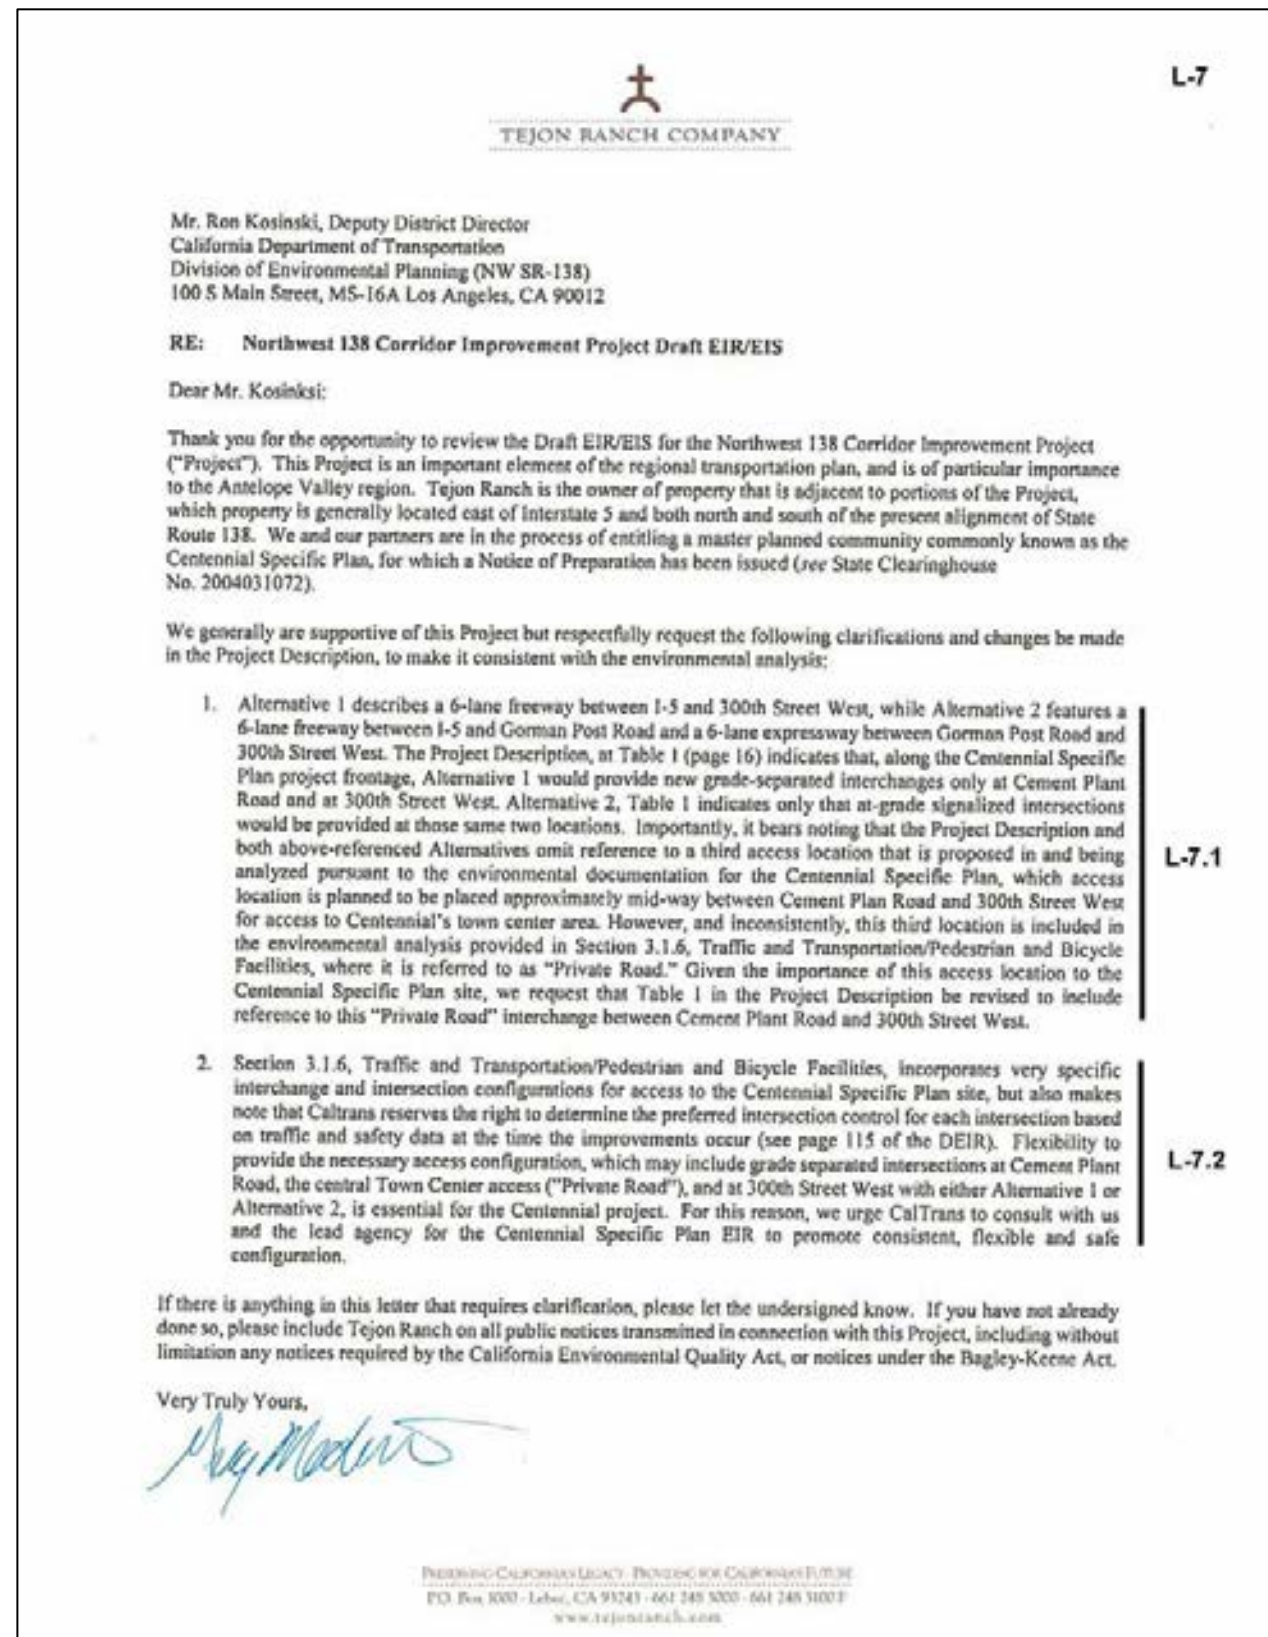 L-7
TEJON RANCH COMPANY
Mr. Ron Kosinski, Deputy District Director
California Department of Transportation
Division of Environmental Planning (NW SR-138)
100 S Main Street, MS-16A Los Angeles, CA 90012
RE: Northwest 138 Corridor Improvement Project Draft EIR/EIS
Dear Mr. Kosinksi:
Thank you for the opportunity to review the Draft EIR/EIS for the Northwest 138 Corridor Improvement Project
("Project"). This Project is an important element of the regional transportation plan, and is of particular importance
to the Antelope Valley region. Tejon Ranch is the owner of property that is adjacent to portions of the Project,
which property is generally located east of Interstate 5 and both north and south of the present alignment of State
Route 138. We and our partners are in the process of entitling a master planned community commonly known as the
Centennial Specific Plan, for which a Notice of Preparation has been issued (see State Clearinghouse
No. 2004031072).
We generally are supportive of this Project but respectfully request the following clarifications and changes be made
in the Project Description, to make it consistent with the environmental analysis:
1. Alternative 1 describes a 6-lane freeway between I-5 and 300th Street West, while Alternative 2 features a
6-lane freeway between I-5 and Gorman Post Road and a 6-lane expressway between Gorman Post Road and
300th Street West. The Project Description, at Table 1 (page 16) indicates that, along the Centennial Specific
Plan project frontage, Alternative 1 would provide new grade-separated interchanges only at Cement Plant
Road and at 300th Street West. Alternative 2, Table 1 indicates only that at-grade signalized intersections
would be provided at those same two locations. Importantly, it bears noting that the Project Description and
both above-referenced Alternatives omit reference to a third access location that is proposed in and being
analyzed pursuant to the environmental documentation for the Centennial Specific Plan, which access
location is planned to be placed approximately mid-way between Cement Plan Road and 300th Street West
for access to Centennial's town center area. However, and inconsistently, this third location is included in
the environmental analysis provided in Section 3.1.6, Traffic and Transportation/Pedestrian and Bicycle
Facilities, where it is referred to as "Private Road." Given the importance of this access location to the
Centennial Specific Plan site, we request that Table 1 in the Project Description be revised to include
reference to this "Private Road" interchange between Cement Plant Road and 300th Street West.
L-7.1
2. Section 3.1.6, Traffic and Transportation/Pedestrian and Bicycle Facilities, incorporates very specific
interchange and intersection configurations for access to the Centennial Specific Plan site, but also makes
note that Caltrans reserves the right to determine the preferred intersection control for each intersection based
on traffic and safety data at the time the improvements occur (see page 115 of the DEIR). Flexibility to
provide the necessary access configuration, which may include grade separated intersections at Cement Plant
Road, the central Town Center access ("Private Road"), and at 300th Street West with either Alternative 1 or
Alternative 2, is essential for the Centennial project. For this reason, we urge CalTrans to consult with us
and the lead agency for the Centennial Specific Plan EIR to promote consistent, flexible and safe
configuration.
L-7.2
If there is anything in this letter that requires clarification, please let the undersigned know. If you have not already
done so, please include Tejon Ranch on all public notices transmitted in connection with this Project, including without
limitation any notices required by the California Environmental Quality Act, or notices under the Bagley-Keene Act.
Very Truly Yours,
PRESERVING CALIFORNIA'S LEGACY · PROVIDING FOR CALIFORNIA'S FUTURE
P.O. Box 1000 · Lebec, CA 93243 · 661 248 3000 · 661 248 3100 F
www.tejonranch.com